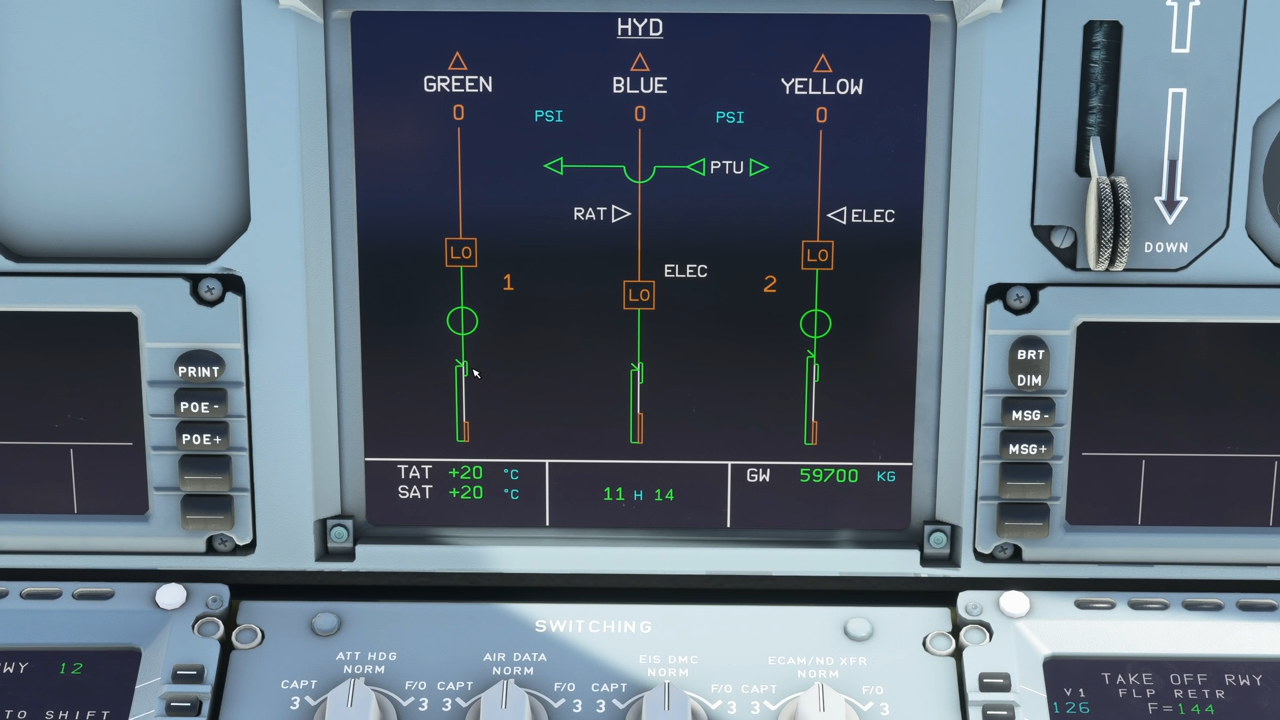 HYD
GREEN BLUE YELLOW
0 PSI 0 PSI 0
PTU
RAT ELEC
DOWN
LO LO
1 ELEC 2
LO
PRINT
POE-
POE+
BRT
DIM
MSG-
MSG+
TAT +20 °C
SAT +20 °C
11 H 14
GW 59700 KG
SWITCHING
ATT HDG
NORM
CAPT F/O
3 3
AIR DATA
NORM
CAPT F/O
3 3
EIS DMC
NORM
CAPT F/O
3 3
ECAM/ND XFR
NORM
CAPT F/O
3 3
WY 12
TO SHIFT
TAKE OFF RWY
V1 FLP RETR
126 F=144